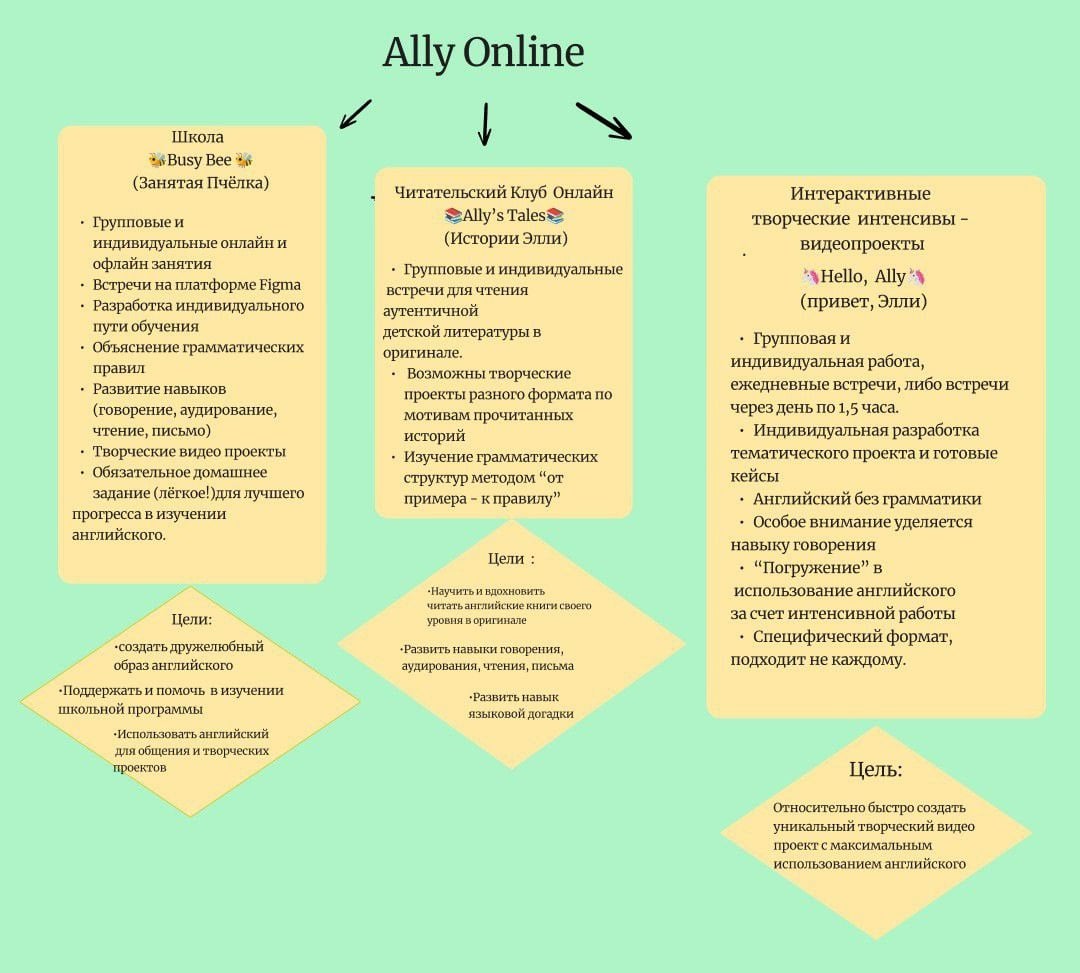 Ally Online
Школа
🐝Busy Bee 🐝
(Занятая Пчёлка)
• Групповые и
индивидуальные онлайн и
офлайн занятия
• Встречи на платформе Figma
• Разработка индивидуального
пути обучения
• Объяснение грамматических
правил
• Развитие навыков
(говорение, аудирование,
чтение, письмо)
• Творческие видео проекты
• Обязательное домашнее
задание (лёгкое!)для лучшего
прогресса в изучении
английского.
Цели:
•создать дружелюбный
образ английского
•Поддержать и помочь в изучении
школьной программы
•Использовать английский
для общения и творческих
проектов
Читательский Клуб Онлайн
📚Ally’s Tales📚
(Истории Элли)
• Групповые и индивидуальные
встречи для чтения
аутентичной
детской литературы в
оригинале.
• Возможны творческие
проекты разного формата по
мотивам прочитанных
историй
• Изучение грамматических
структур методом “от
примера - к правилу”
Цели :
•Научить и вдохновить
читать английские книги своего
уровня в оригинале
•Развить навыки говорения,
аудирования, чтения, письма
•Развить навык
языковой догадки
Интерактивные
творческие интенсивы -
видеопроекты
🦄Hello, Ally🦄
(привет, Элли)
• Групповая и
индивидуальная работа,
ежедневные встречи, либо встречи
через день по 1,5 часа.
• Индивидуальная разработка
тематического проекта и готовые
кейсы
• Английский без грамматики
• Особое внимание уделяется
навыку говорения
• “Погружение” в
использование английского
за счет интенсивной работы
• Специфический формат,
подходит не каждому.
Цель:
Относительно быстро создать
уникальный творческий видео
проект с максимальным
использованием английского